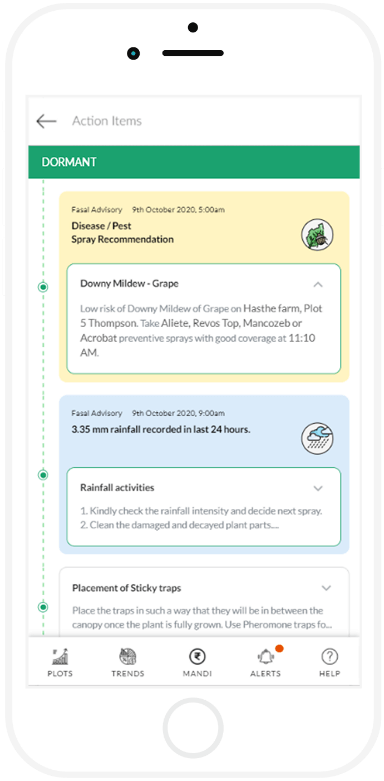 Action Items
DORMANT
Fasal Advisory 9th October 2020, 5:00am
Disease / Pest
Spray Recommendation
Downy Mildew - Grape
Low risk of Downy Mildew of Grape on Hasthe farm, Plot
5 Thompson. Take Aliete, Revos Top, Mancozeb or
Acrobat preventive sprays with good coverage at 11:10
AM.
Fasal Advisory 9th October 2020, 9:00am
3.35 mm rainfall recorded in last 24 hours.
Rainfall activities
1. Kindly check the rainfall intensity and decide next spray.
2. Clean the damaged and decayed plant parts....
Placement of Sticky traps
Place the traps in such a way that they will be in between the
canopy once the plant is fully grown. Use Pheromone traps fo...
PLOTS TRENDS MANDI ALERTS HELP